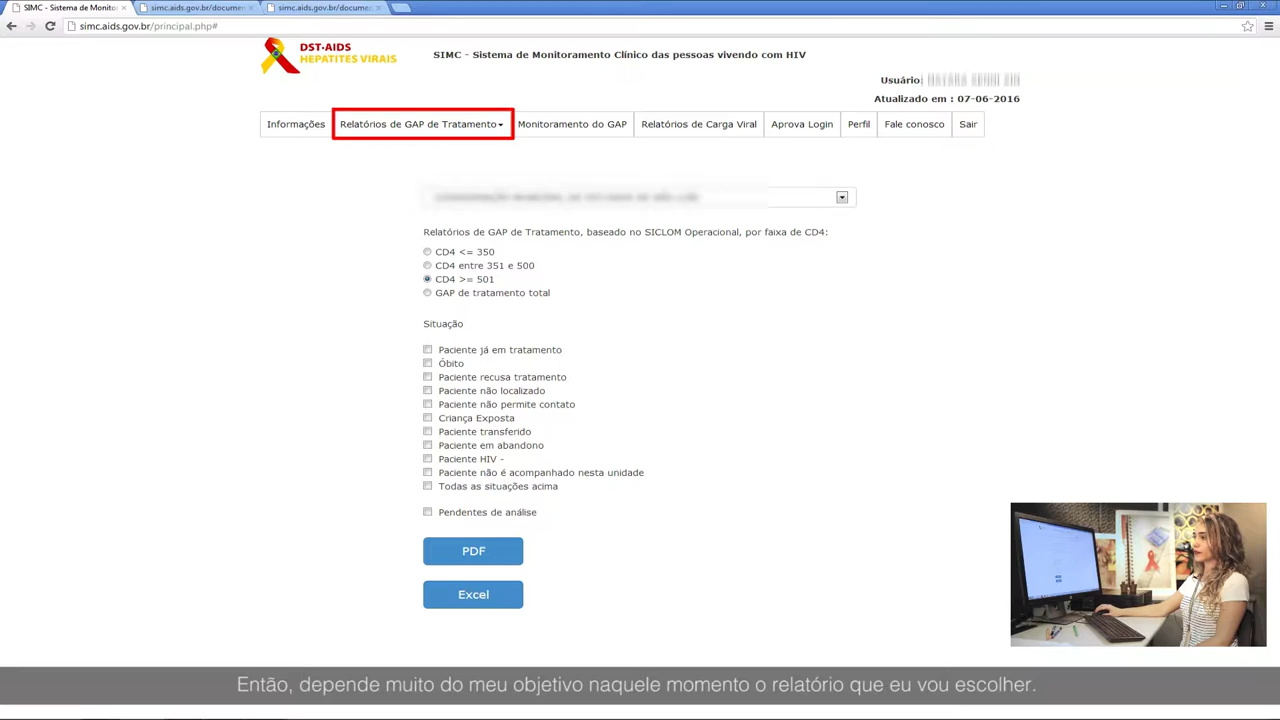 SIMC - Sistema de Monito
simc.aids.gov.br/documen
simc.aids.gov.br/docume
simc.aids.gov.br/principal.php#
DST·AIDS
HEPATITES VIRAIS
SIMC - Sistema de Monitoramento Clínico das pessoas vivendo com HIV
Usuário:
Atualizado em : 07-06-2016
Informações Relatórios de GAP de Tratamento Monitoramento do GAP Relatórios de Carga Viral Aprova Login Perfil Fale conosco Sair
Relatórios de GAP de Tratamento, baseado no SICLOM Operacional, por faixa de CD4:
CD4 <= 350
CD4 entre 351 e 500
CD4 >= 501
GAP de tratamento total
Situação
Paciente já em tratamento
Óbito
Paciente recusa tratamento
Paciente não localizado
Paciente não permite contato
Criança Exposta
Paciente transferido
Paciente em abandono
Paciente HIV -
Paciente não é acompanhado nesta unidade
Todas as situações acima
Pendentes de análise
PDF
Excel
Então, depende muito do meu objetivo naquele momento o relatório que eu vou escolher.